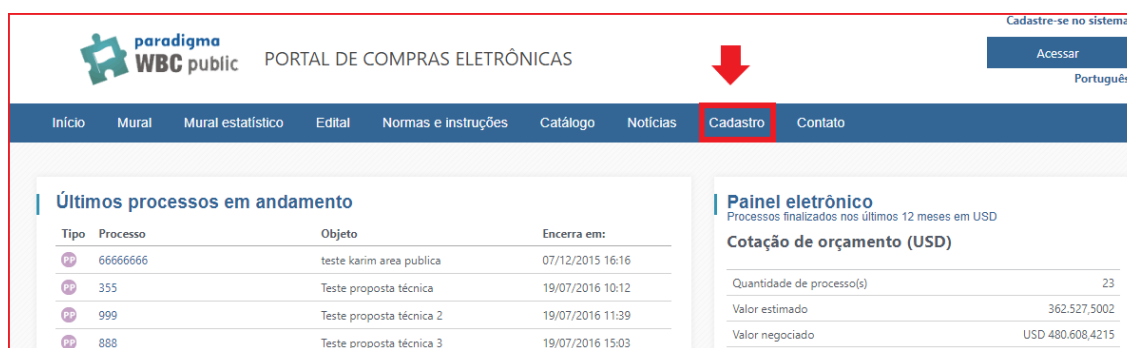 Cadastre-se no sistema
paradigma
WBC public
PORTAL DE COMPRAS ELETRÔNICAS
Acessar
Português
Início Mural Mural estatístico Edital Normas e instruções Catálogo Notícias Cadastro Contato
Últimos processos em andamento
Tipo Processo Objeto Encerra em:
PP 66666666 teste karim area publica 07/12/2015 16:16
PP 355 Teste proposta técnica 19/07/2016 10:12
PP 999 Teste proposta técnica 2 19/07/2016 11:39
PP 888 Teste proposta técnica 3 19/07/2016 15:03
Painel eletrônico
Processos finalizados nos últimos 12 meses em USD
Cotação de orçamento (USD)
Quantidade de processo(s) 23
Valor estimado 362.527,5002
Valor negociado USD 480.608,4215